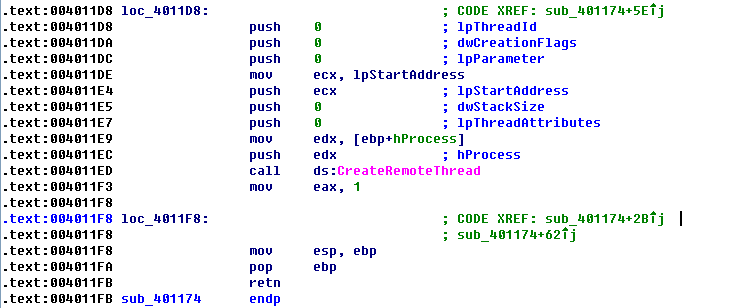 .text:004011D8 loc_4011D8: ; CODE XREF: sub_401174+5E↑j
.text:004011D8 push 0 ; lpThreadId
.text:004011DA push 0 ; dwCreationFlags
.text:004011DC push 0 ; lpParameter
.text:004011DE mov ecx, lpStartAddress
.text:004011E4 push ecx ; lpStartAddress
.text:004011E5 push 0 ; dwStackSize
.text:004011E7 push 0 ; lpThreadAttributes
.text:004011E9 mov edx, [ebp+hProcess]
.text:004011EC push edx ; hProcess
.text:004011ED call ds:CreateRemoteThread
.text:004011F3 mov eax, 1
.text:004011F8
.text:004011F8 loc_4011F8: ; CODE XREF: sub_401174+2B↑j
.text:004011F8 ; sub_401174+62↑j
.text:004011F8 mov esp, ebp
.text:004011FA pop ebp
.text:004011FB retn
.text:004011FB sub_401174 endp